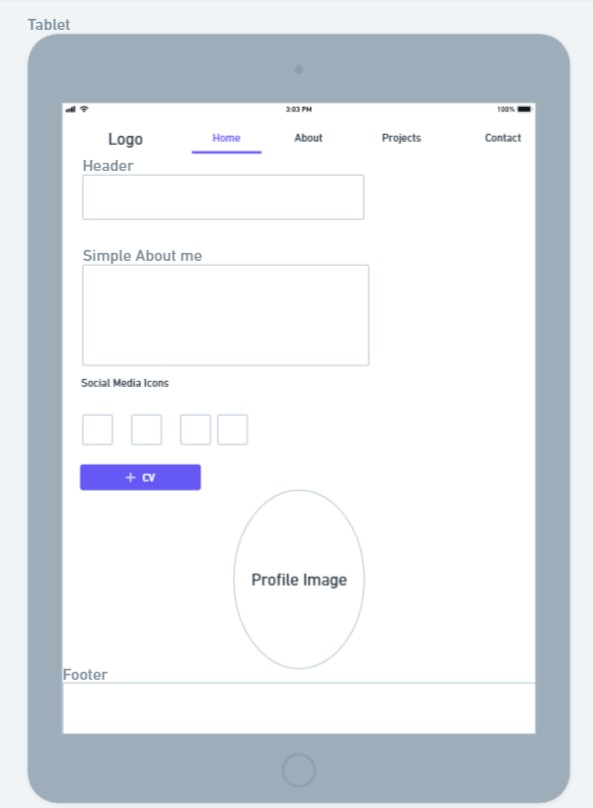 Tablet
3:03 PM 100%
Logo Home About Projects Contact
Header
Simple About me
Social Media Icons
+ CV
Profile Image
Footer